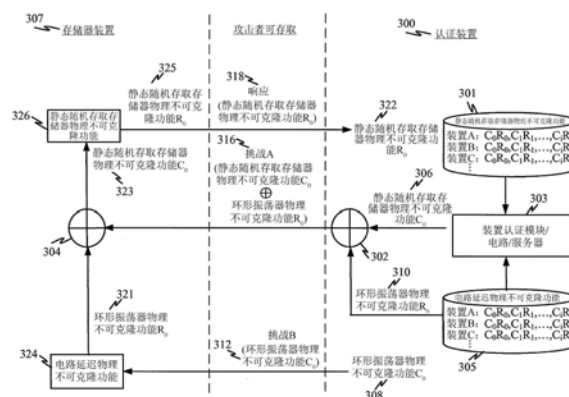 307 存储器装置
攻击者可存取
300 认证装置
325
静态随机存取存储器物理不可克
隆功能R₀
318
响应
(静态随机存取存储器
物理不可克隆功能R₀)
326
静态随机存取存
储器物理不可克
隆功能
322
静态随机存取存
储器物理不可克
隆功能R₀
301
静态随机存取存储器物理不可克隆功能
装置A: C₀R₀,C₁R₁,…,CᵢR
装置B: C₀R₀,C₁R₁,…,CᵢR
装置C: C₀R₀,C₁R₁,…,CᵢR
静态随机存取存储
器物理不可克隆
功能C₀
323
316
挑战A
(静态随机存取存储器
物理不可克隆功能C₀
⊕
环形振荡器物理
不可克隆功能R₀)
306
静态随机存取存
储器物理不可克
隆功能C₀
303
装置认证模块/
电路/服务器
304
302
321
环形振荡器物理
不可克隆功能R₀
310
环形振荡器物理
不可克隆功能R₀
电路延迟物理不可克隆功能
装置A: C₀R₀,C₁R₁,…,CᵢR
装置B: C₀R₀,C₁R₁,…,CᵢR
装置C: C₀R₀,C₁R₁,…,CᵢR
305
324
电路延迟物理
不可克隆功能
312
挑战B
(环形振荡器物理
不可克隆功能C₀)
环形振荡器物理
不可克隆功能C₀
308